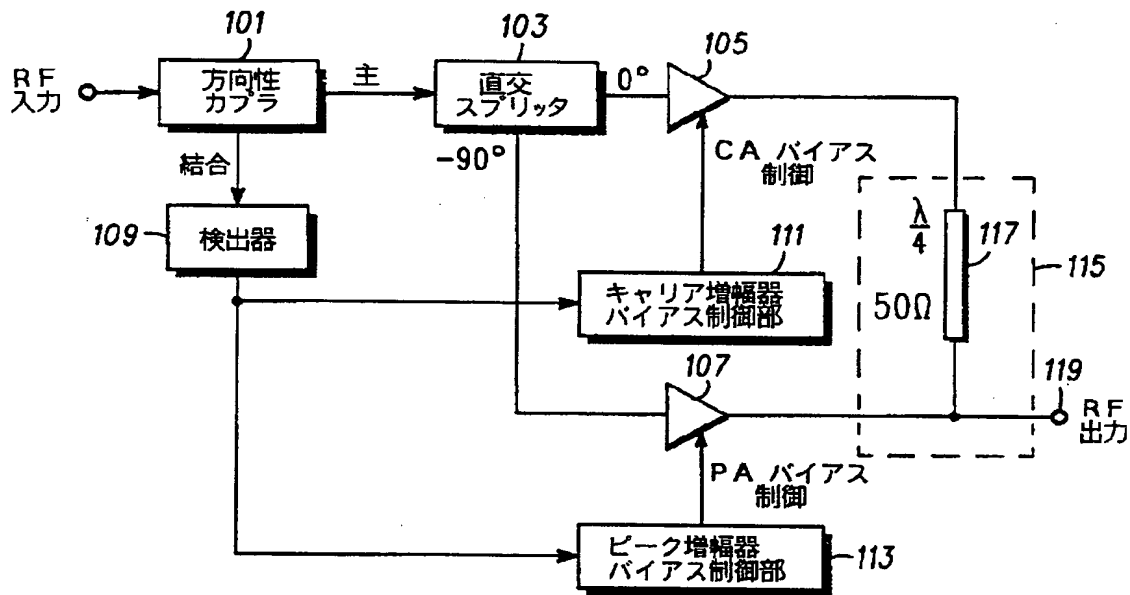 101
103
105
RF
入力
方向性
カプラ
主
直交
スプリッタ
0°
結合
-90°
CA バイアス
制御
109
検出器
111
λ/4
117
115
キャリア増幅器
バイアス制御部
50Ω
107
119
RF
出力
PA バイアス
制御
ピーク増幅器
バイアス制御部
113